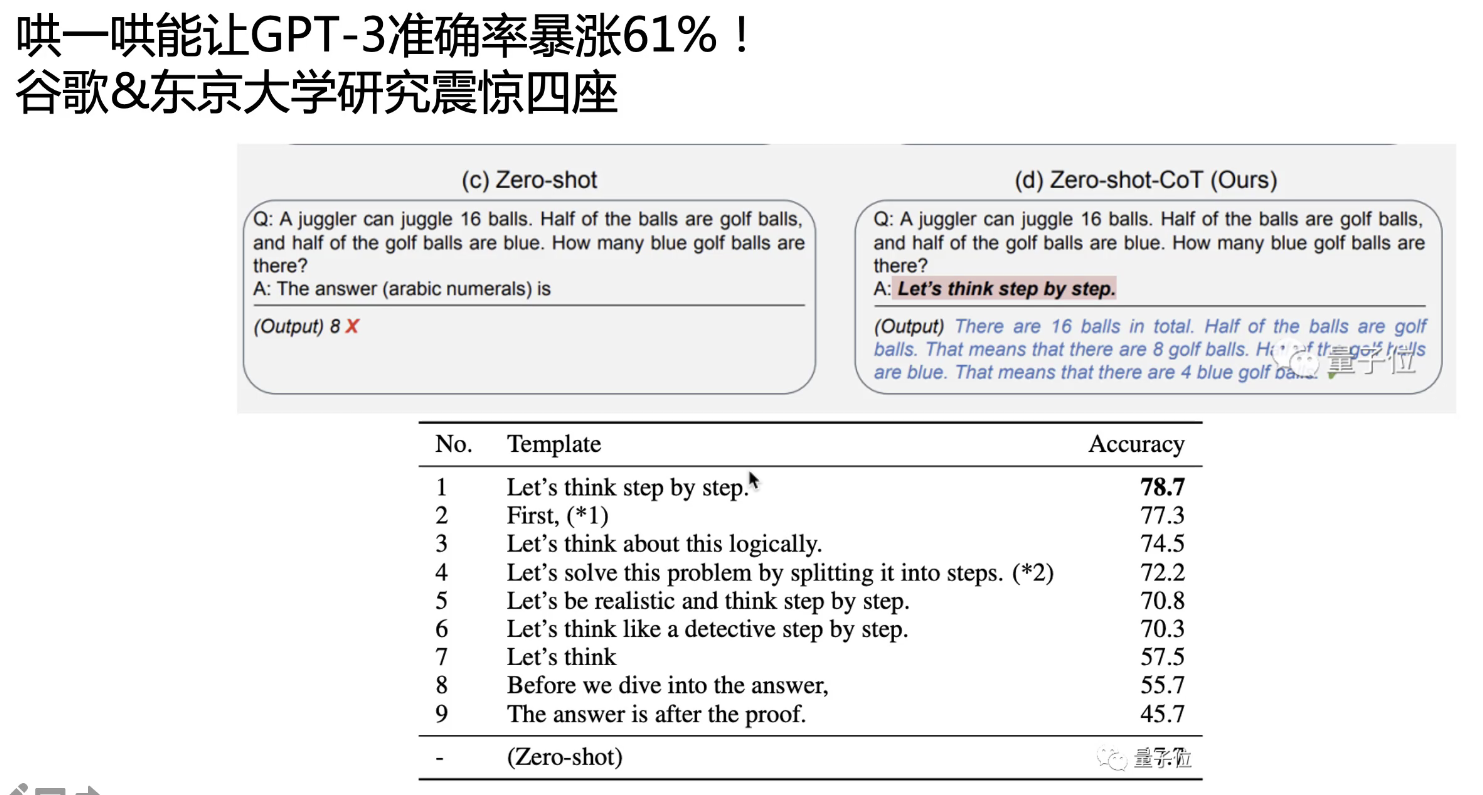 哄一哄能让GPT-3准确率暴涨61%！
谷歌&东京大学研究震惊四座
(c) Zero-shot
Q: A juggler can juggle 16 balls. Half of the balls are golf balls,
and half of the golf balls are blue. How many blue golf balls are
there?
A: The answer (arabic numerals) is
(Output) 8 X
(d) Zero-shot-CoT (Ours)
Q: A juggler can juggle 16 balls. Half of the balls are golf balls,
and half of the golf balls are blue. How many blue golf balls are
there?
A: Let's think step by step.
(Output) There are 16 balls in total. Half of the balls are golf
balls. That means that there are 8 golf balls. Half of the golf balls
are blue. That means that there are 4 blue golf
量子位
No. Template Accuracy
1 Let's think step by step. 78.7
2 First, (*1) 77.3
3 Let's think about this logically. 74.5
4 Let's solve this problem by splitting it into steps. (*2) 72.2
5 Let's be realistic and think step by step. 70.8
6 Let's think like a detective step by step. 70.3
7 Let's think 57.5
8 Before we dive into the answer, 55.7
9 The answer is after the proof. 45.7
- (Zero-shot)
量子位